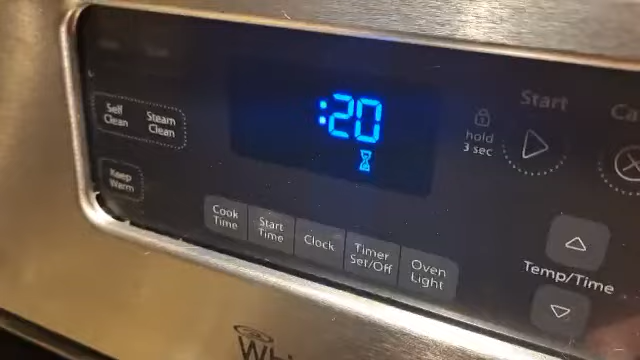 Self
Clean
Steam
Clean
Keep
Warm
:20
hold
3 sec
Start
Cook
Time
Start
Time
Clock
Timer
Set/Off
Oven
Light
Temp/Time